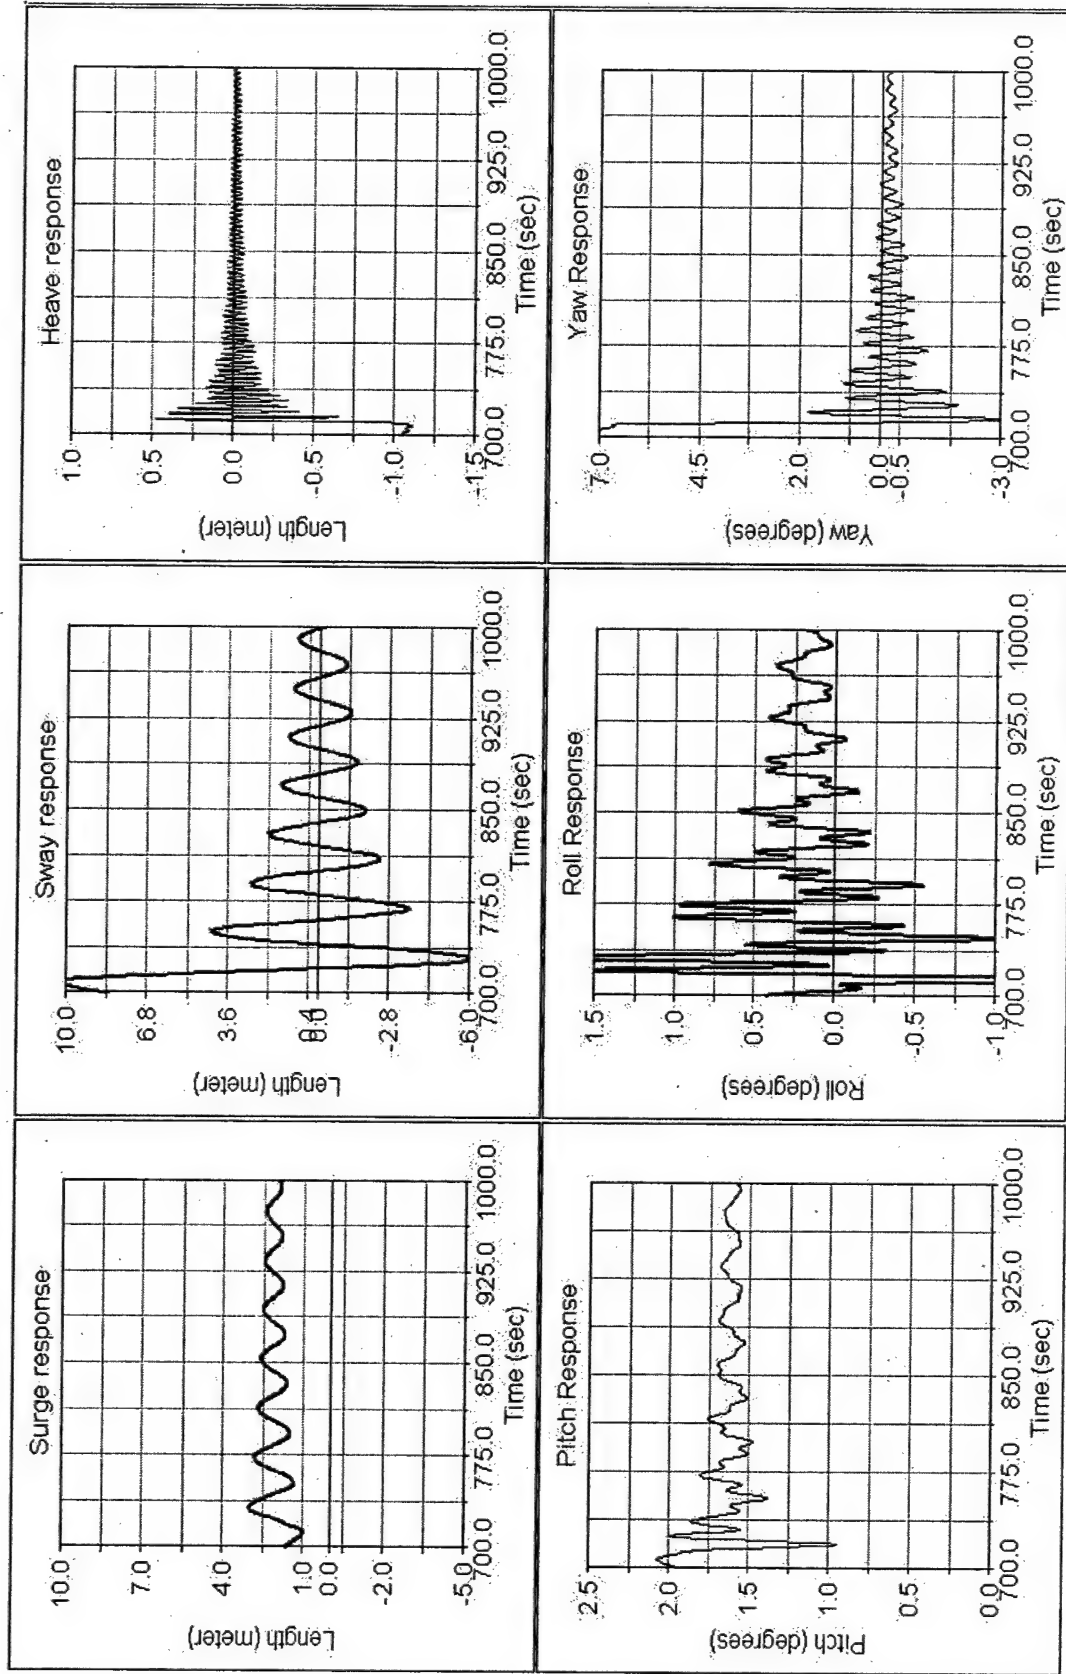 Surge response
Length (meter)
10.0
7.0
4.0
1.0
0.0
-2.0
-5.0
700.0 775.0 850.0 925.0 1000.0
Time (sec)
Sway response
Length (meter)
10.0
6.8
3.6
-2.8
-6.0
700.0 775.0 850.0 925.0 1000.0
Time (sec)
Heave response
Length (meter)
1.0
0.5
0.0
-0.5
-1.0
-1.5
700.0 775.0 850.0 925.0 1000.0
Time (sec)
Pitch Response
Pitch (degrees)
2.5
2.0
1.5
1.0
0.5
0.0
700.0 775.0 850.0 925.0 1000.0
Time (sec)
Roll Response
Roll (degrees)
1.5
1.0
0.5
0.0
-0.5
-1.0
700.0 775.0 850.0 925.0 1000.0
Time (sec)
Yaw Response
Yaw (degrees)
7.0
4.5
2.0
0.0
-0.5
-3.0
700.0 775.0 850.0 925.0 1000.0
Time (sec)